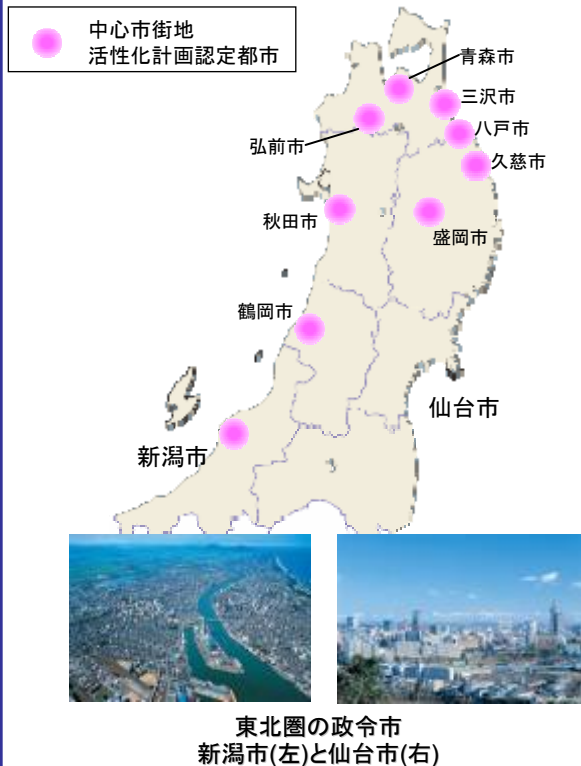 中心市街地
活性化計画認定都市
青森市
三沢市
八戸市
弘前市
久慈市
秋田市
盛岡市
鶴岡市
仙台市
新潟市
東北圏の政令市
新潟市(左)と仙台市(右)